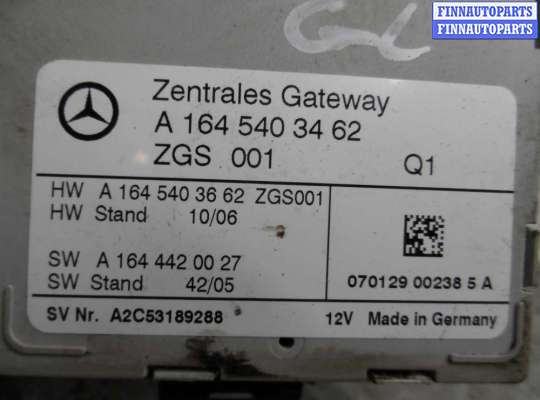 FINNAUTOPARTS
FINNAUTOPARTS
GL
Zentrales Gateway
A 164 540 34 62
ZGS 001 Q1
HW A 164 540 36 62 ZGS001
HW Stand 10/06
SW A 164 442 00 27
SW Stand 42/05
070129 00238 5 A
SV Nr. A2C53189288 12V Made in Germany